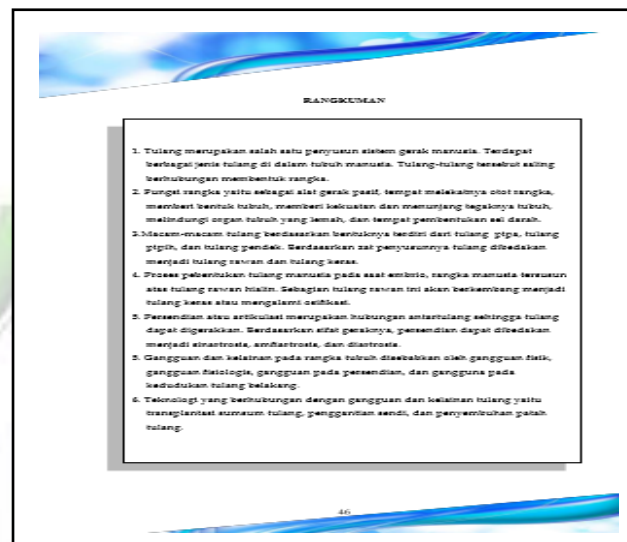 RANGKUMAN
1. Tulang merupakan salah satu penyusun sistem gerak manusia. Terdapat
berbagai jenis tulang di dalam tubuh manusia. Tulang-tulang tersebut saling
berhubungan membentuk rangka.
2. Fungsi rangka yaitu sebagai alat gerak pasif, tempat melekatnya otot rangka,
memberi bentuk tubuh, memberi kekuatan dan menunjang tegaknya tubuh,
melindungi organ tubuh yang lemah, dan tempat pembentukan sel darah.
3.Macam-macam tulang berdasarkan bentuknya terdiri dari tulang pipa, tulang
pipih, dan tulang pendek. Berdasarkan zat penyusunnya tulang dibedakan
menjadi tulang rawan dan tulang keras.
4. Proses pebentukan tulang manusia pada saat embrio, rangka manusia tersusun
atas tulang rawan hialin. Sebagian tulang rawan ini akan berkembang menjadi
tulang keras atau mengalami osifikasi.
5. Persendian atau artikulasi merupakan hubungan antartulang sehingga tulang
dapat digerakkan. Berdasarkan sifat geraknya, persendian dapat dibedakan
menjadi sinartrosis, amfiartrosis, dan diartrosis.
5. Gangguan dan kelainan pada rangka tubuh disebabkan oleh gangguan fisik,
gangguan fisiologis, gangguan pada persendian, dan gangguna pada
kedudukan tulang belakang.
6. Teknologi yang berhubungan dengan gangguan dan kelainan tulang yaitu
transplantasi sumsum tulang, penggantian sendi, dan penyembuhan patah
tulang.
46